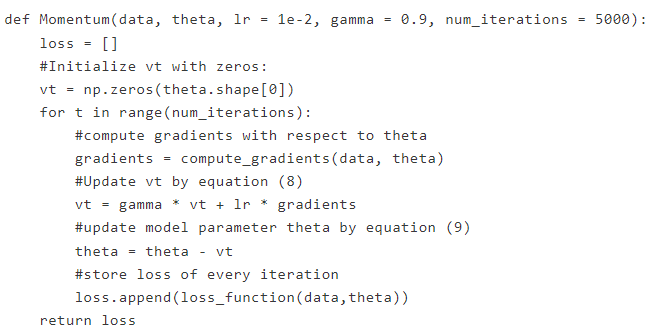 def Momentum(data, theta, lr = 1e-2, gamma = 0.9, num_iterations = 5000):
    loss = []
    #Initialize vt with zeros:
    vt = np.zeros(theta.shape[0])
    for t in range(num_iterations):
        #compute gradients with respect to theta
        gradients = compute_gradients(data, theta)
        #Update vt by equation (8)
        vt = gamma * vt + lr * gradients
        #update model parameter theta by equation (9)
        theta = theta - vt
        #store loss of every iteration
        loss.append(loss_function(data,theta))
    return loss